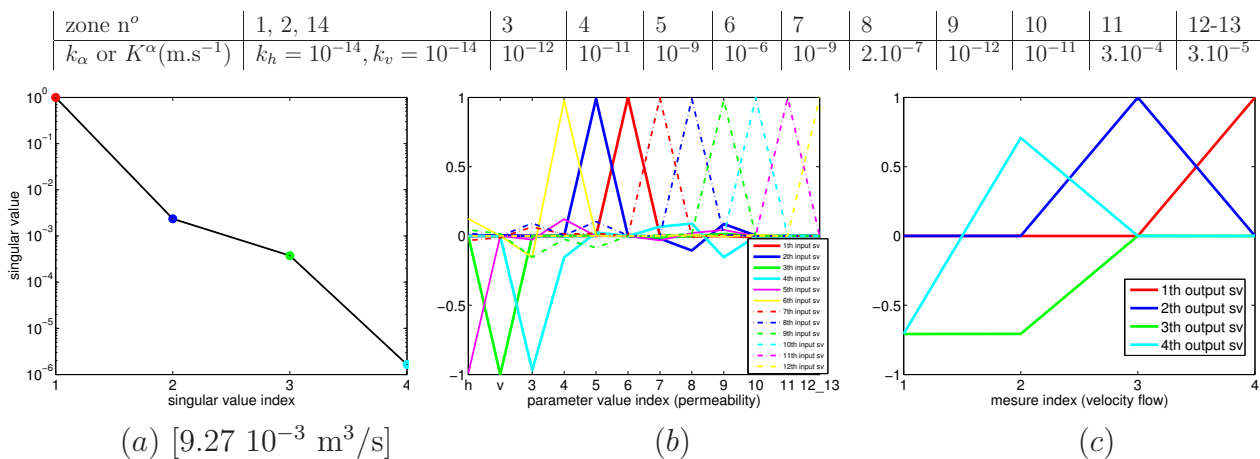 zone nᵒ 1, 2, 14 3 4 5 6 7 8 9 10 11 12-13
k_α or K^α(m.s⁻¹) k_h = 10⁻¹⁴, k_v = 10⁻¹⁴ 10⁻¹² 10⁻¹¹ 10⁻⁹ 10⁻⁶ 10⁻⁹ 2.10⁻⁷ 10⁻¹² 10⁻¹¹ 3.10⁻⁴ 3.10⁻⁵
10⁰
10⁻¹
10⁻²
10⁻³
10⁻⁴
10⁻⁵
10⁻⁶
singular value
1 2 3 4
singular value index
(a) [9.27 10⁻³ m³/s]
1
0.5
0
−0.5
−1
1th input sv
2th input sv
3th input sv
4th input sv
5th input sv
6th input sv
7th input sv
8th input sv
9th input sv
10th input sv
11th input sv
12th input sv
h v 3 4 5 6 7 8 9 10 11 12_13
parameter value index (permeability)
(b)
1
0.5
0
−0.5
−1
1th output sv
2th output sv
3th output sv
4th output sv
1 2 3 4
mesure index (velocity flow)
(c)